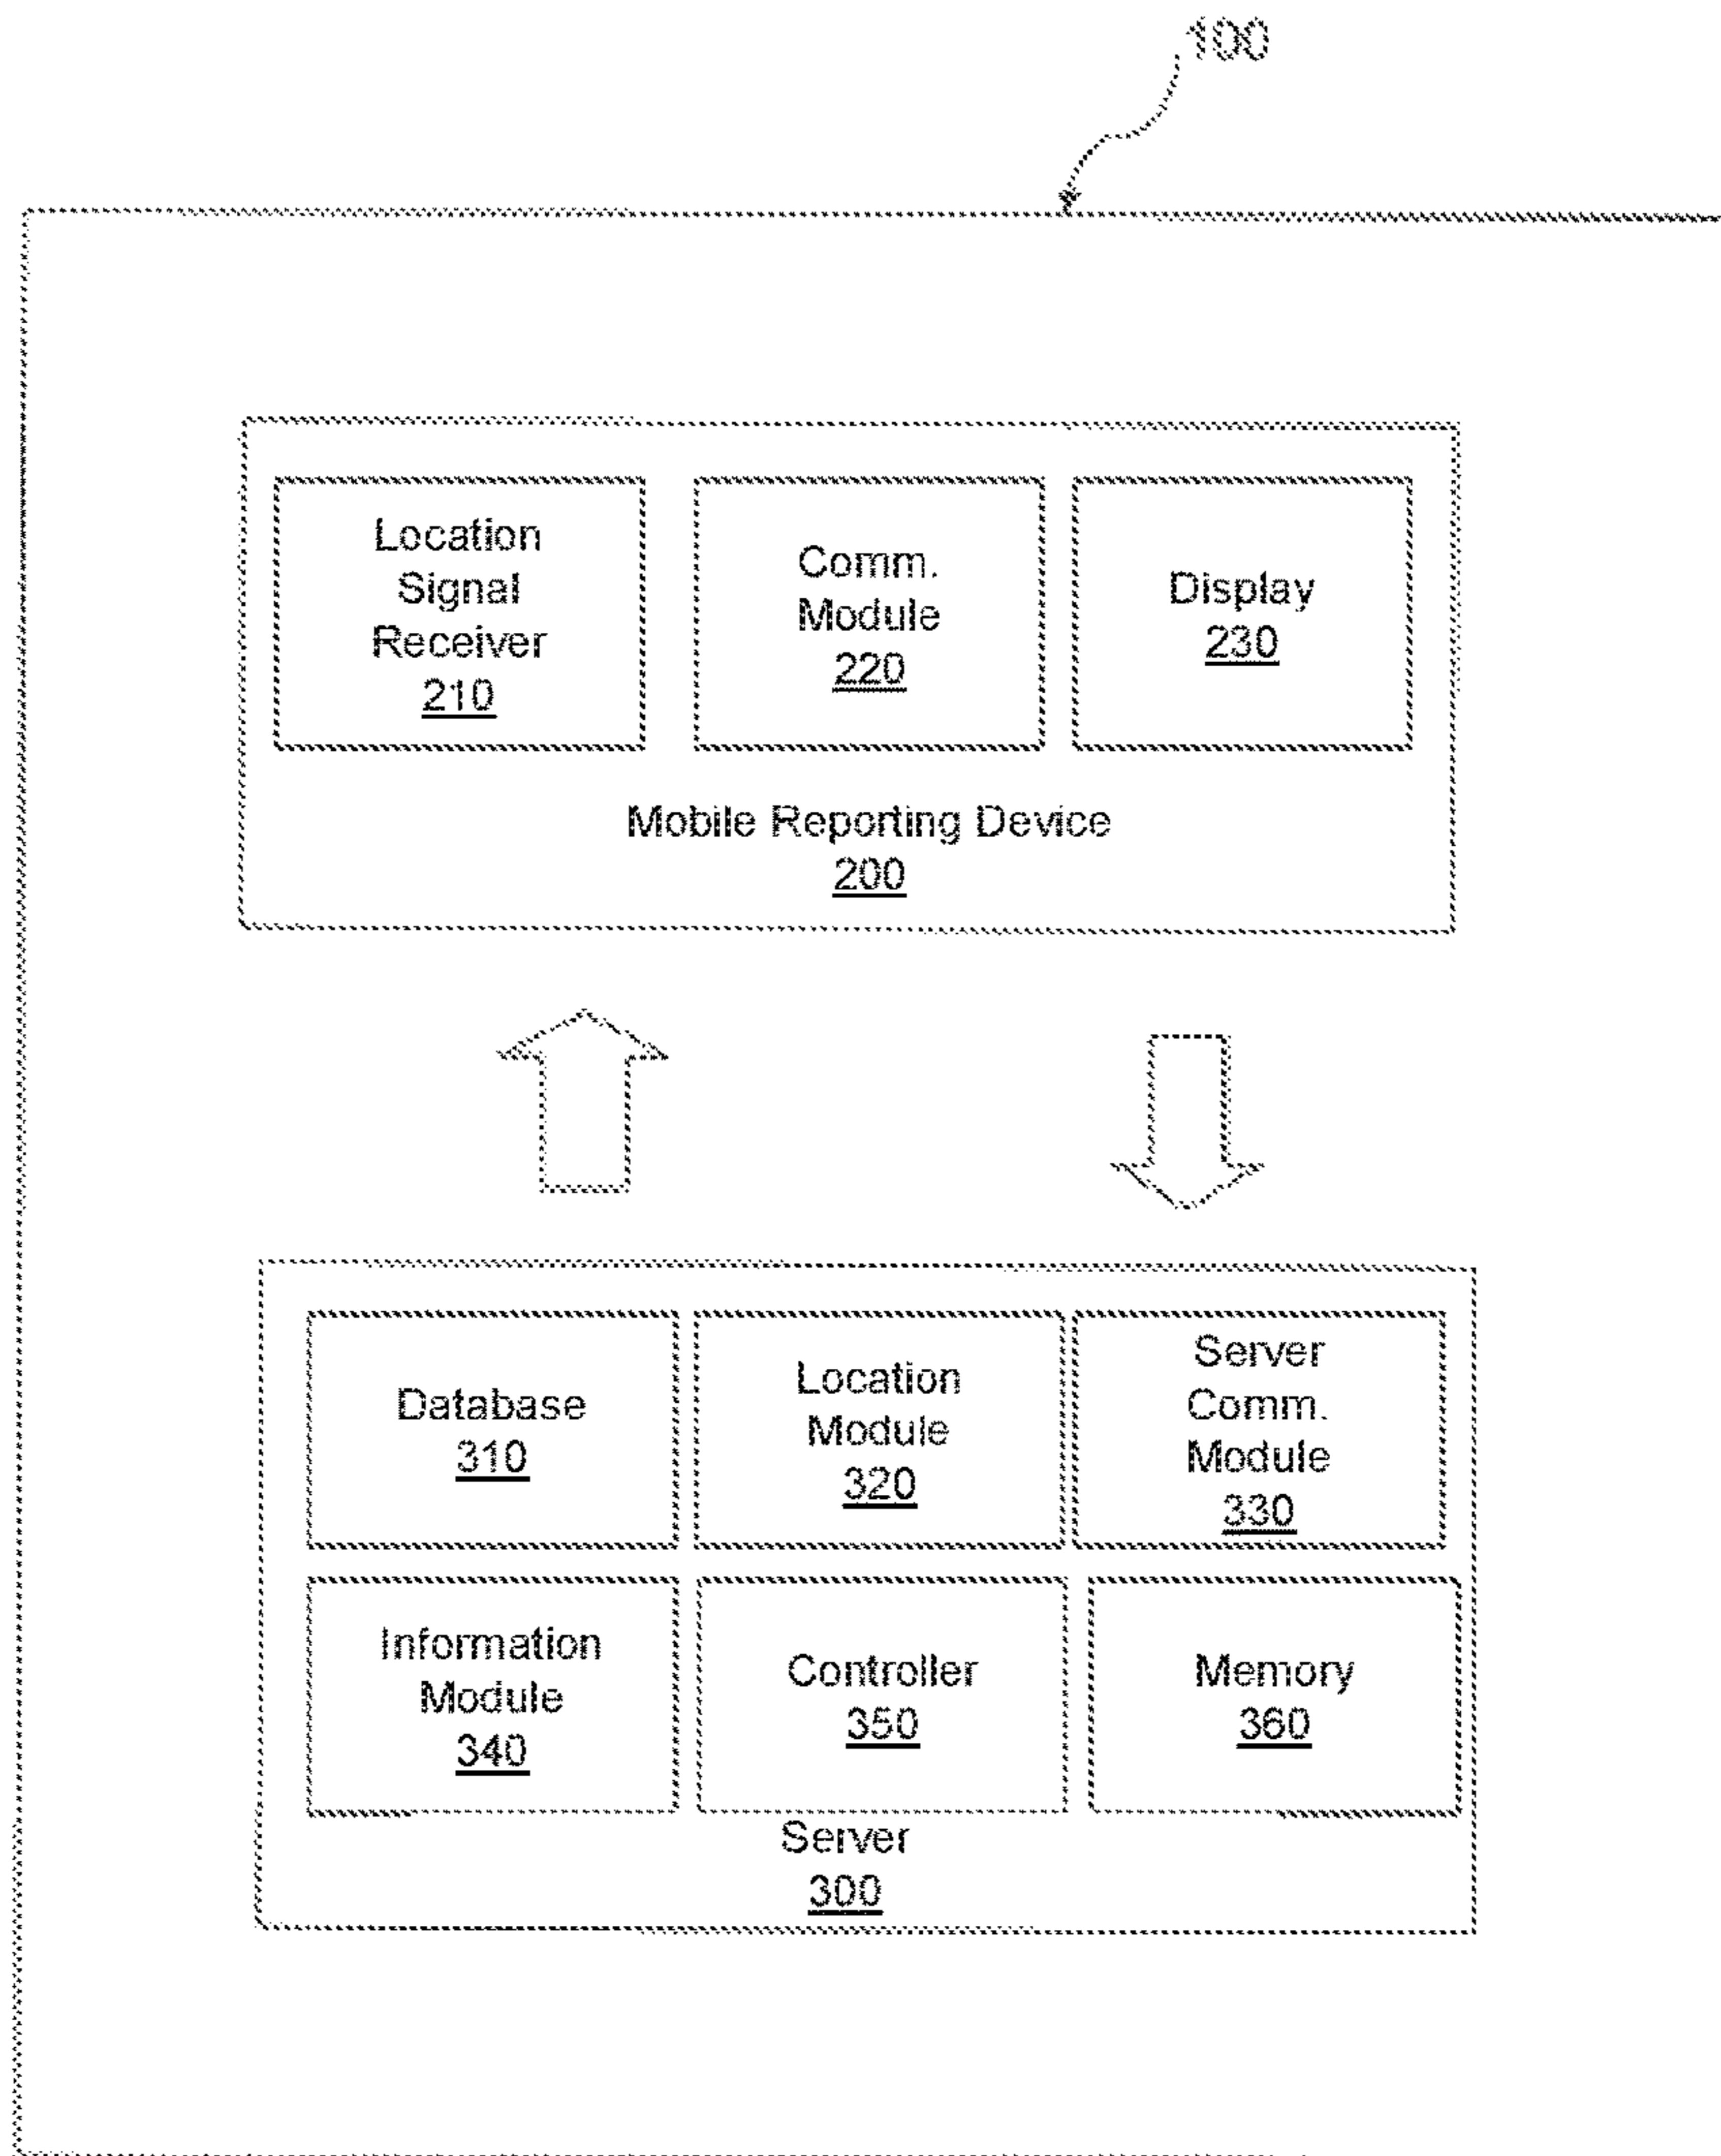 100
Location
Signal
Receiver
210
Comm.
Module
220
Display
230
Mobile Reporting Device
200
Database
310
Location
Module
320
Server
Comm.
Module
330
Information
Module
340
Controller
350
Memory
360
Server
300